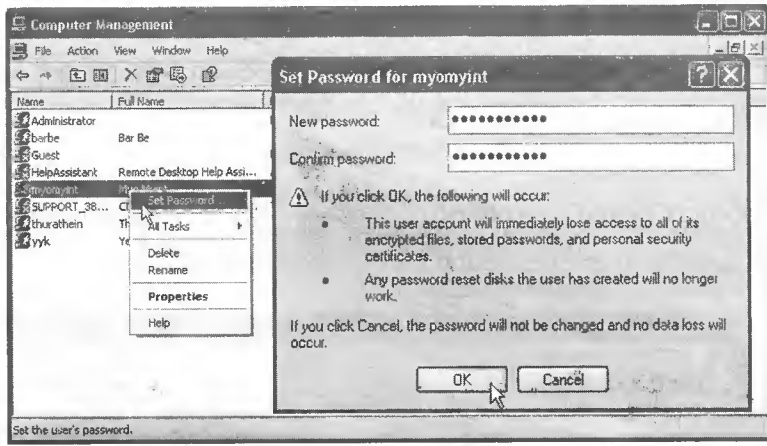 Computer Management
File Action View Window Help
Name Full Name
Administrator
barbe Bar Be
Guest
HelpAssistant Remote Desktop Help Assi...
myomyint Myo Myint
SUPPORT_38...
thurathein Th
yyk Ye
Set Password...
All Tasks
Delete
Rename
Properties
Help
Set the user's password.
Set Password for myomyint
New password:
Confirm password:
If you click OK, the following will occur:
This user account will immediately lose access to all of its
encrypted files, stored passwords, and personal security
certificates.
Any password reset disks the user has created will no longer
work.
If you click Cancel, the password will not be changed and no data loss will
occur.
OK Cancel